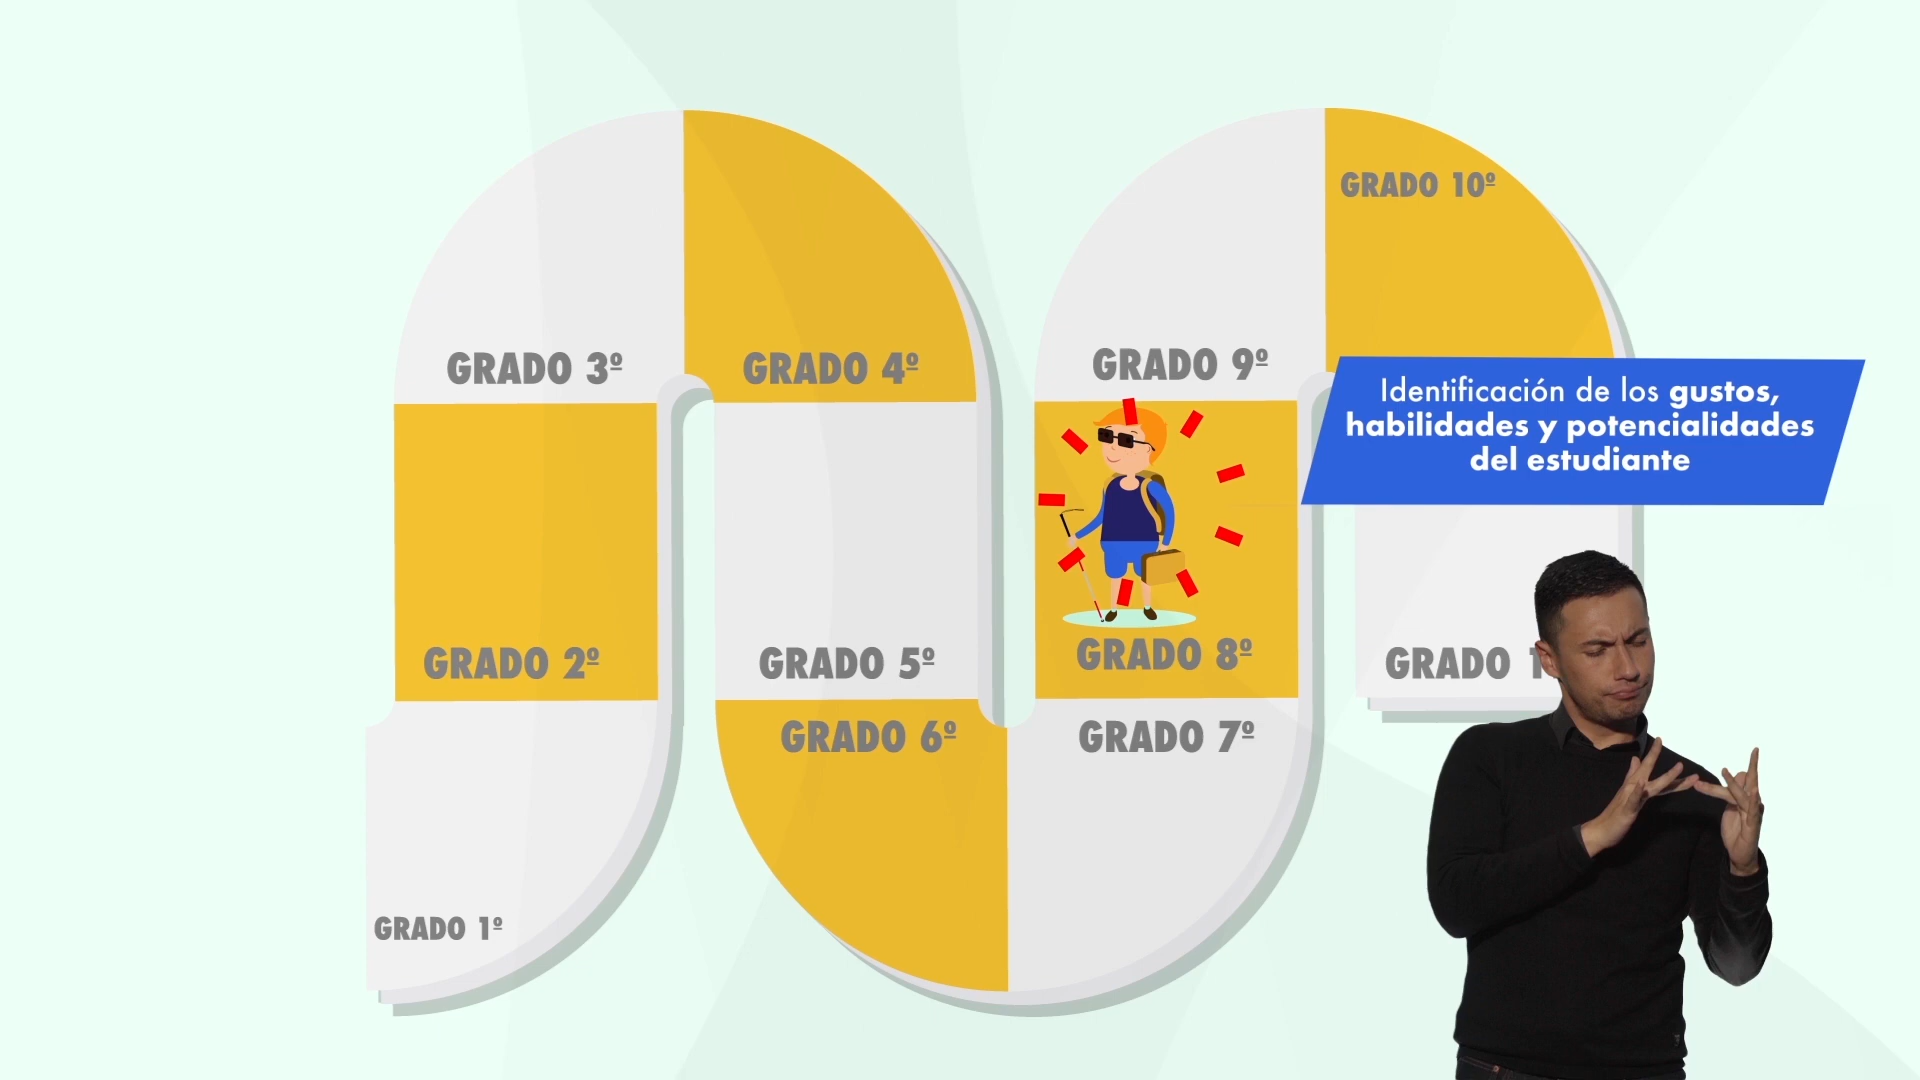 GRADO 10º
GRADO 3º
GRADO 4º
GRADO 9º
Identificación de los gustos,
habilidades y potencialidades
del estudiante
GRADO 2º
GRADO 5º
GRADO 8º
GRADO
GRADO 6º
GRADO 7º
GRADO 1º